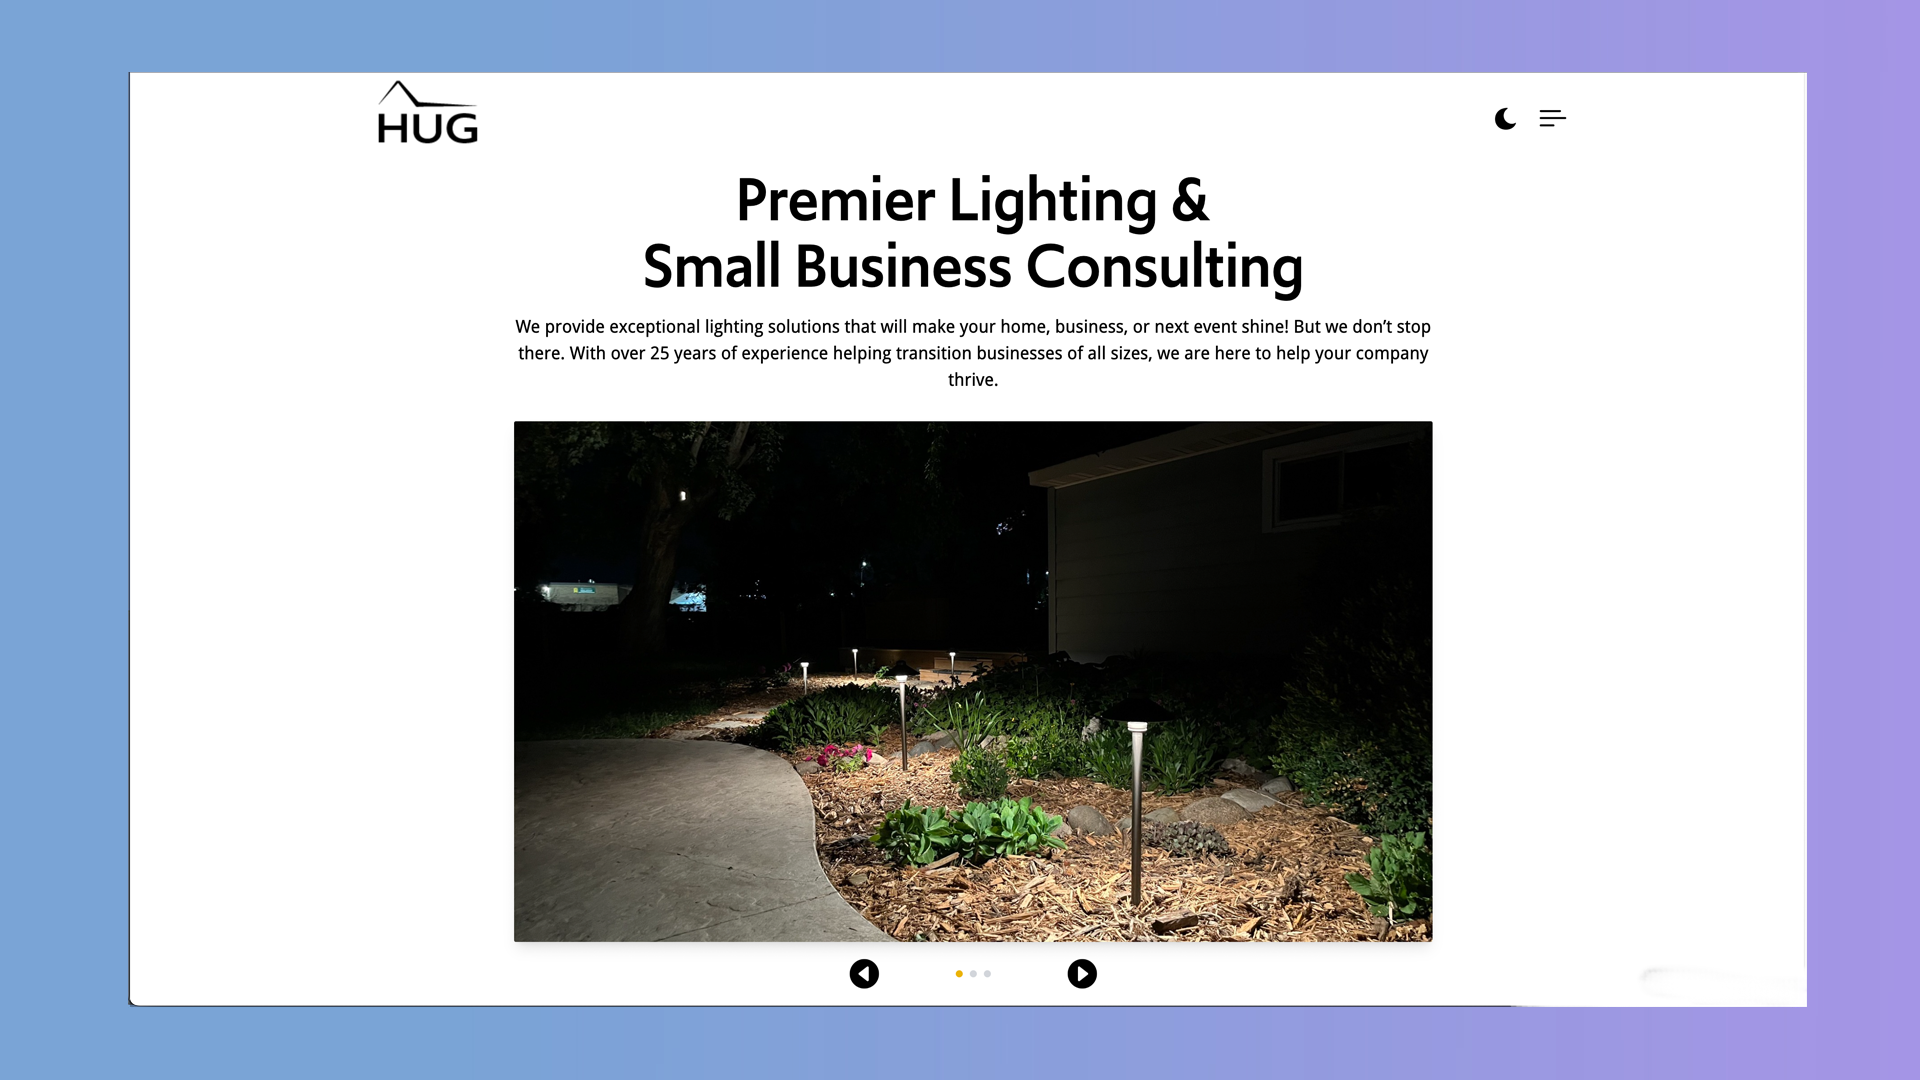 HUG
Premier Lighting &
Small Business Consulting
We provide exceptional lighting solutions that will make your home, business, or next event shine! But we don’t stop
there. With over 25 years of experience helping transition businesses of all sizes, we are here to help your company
thrive.